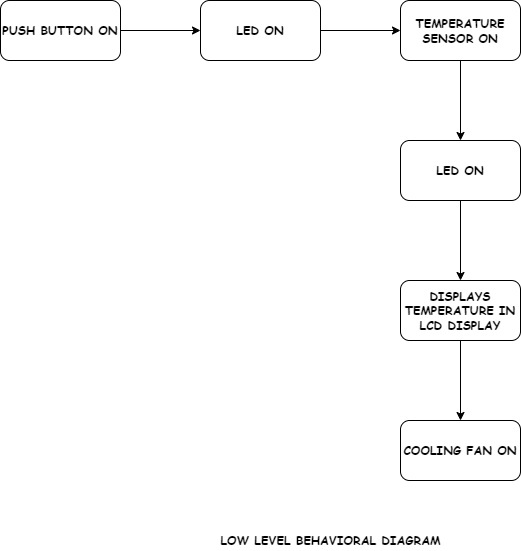 PUSH BUTTON ON
LED ON
TEMPERATURE
SENSOR ON
LED ON
DISPLAYS
TEMPERATURE IN
LCD DISPLAY
COOLING FAN ON
LOW LEVEL BEHAVIORAL DIAGRAM